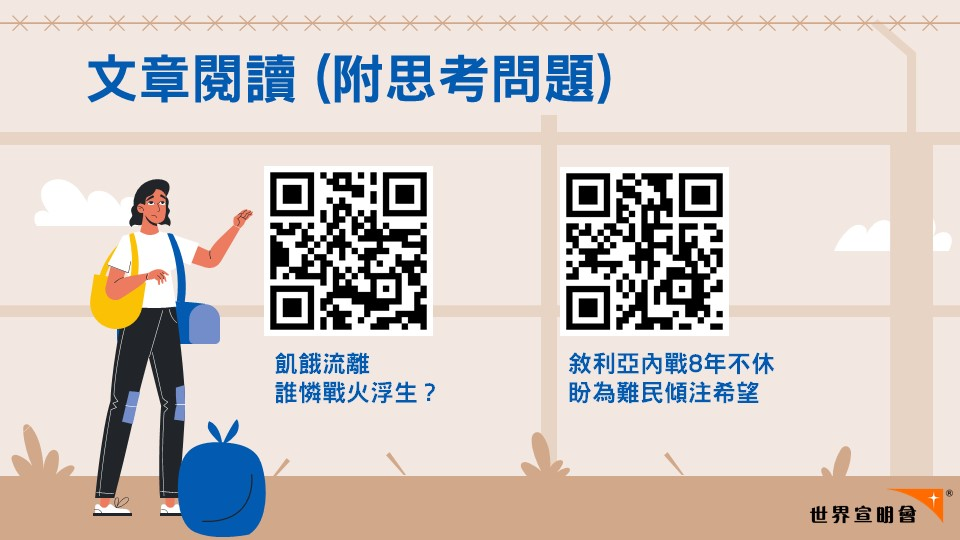 文章閱讀 (附思考問題)
飢餓流離
誰憐戰火浮生？
敘利亞內戰8年不休
盼為難民傾注希望
世界宣明會®